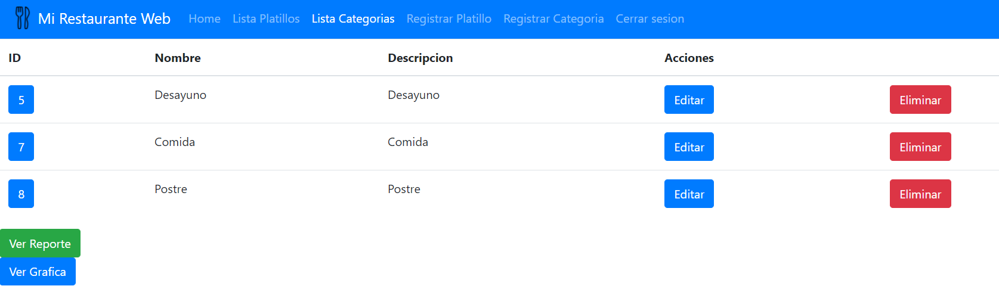 Mi Restaurante Web Home Lista Platillos Lista Categorias Registrar Platillo Registrar Categoria Cerrar sesion
ID Nombre Descripcion Acciones
5 Desayuno Desayuno Editar Eliminar
7 Comida Comida Editar Eliminar
8 Postre Postre Editar Eliminar
Ver Reporte
Ver Grafica